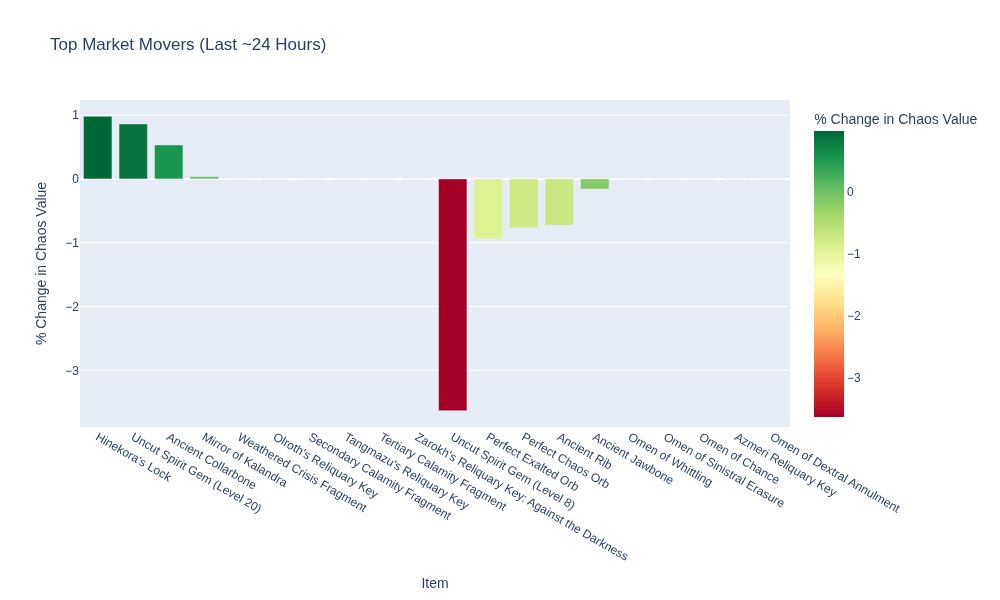 Top Market Movers (Last ~24 Hours)
% Change in Chaos Value
1
0
−1
−2
−3
% Change in Chaos Value
0
−1
−2
−3
Hinekora's Lock
Uncut Spirit Gem (Level 20)
Ancient Collarbone
Mirror of Kalandra
Weathered Crisis Fragment
Olroth's Reliquary Key
Secondary Calamity Fragment
Tangmazu's Reliquary Key
Tertiary Calamity Fragment
Zarokh's Reliquary Key: Against the Darkness
Uncut Spirit Gem (Level 8)
Perfect Exalted Orb
Perfect Chaos Orb
Ancient Rib
Ancient Jawbone
Omen of Whittling
Omen of Sinistral Erasure
Omen of Chance
Azmeri Reliquary Key
Omen of Dextral Annulment
Item